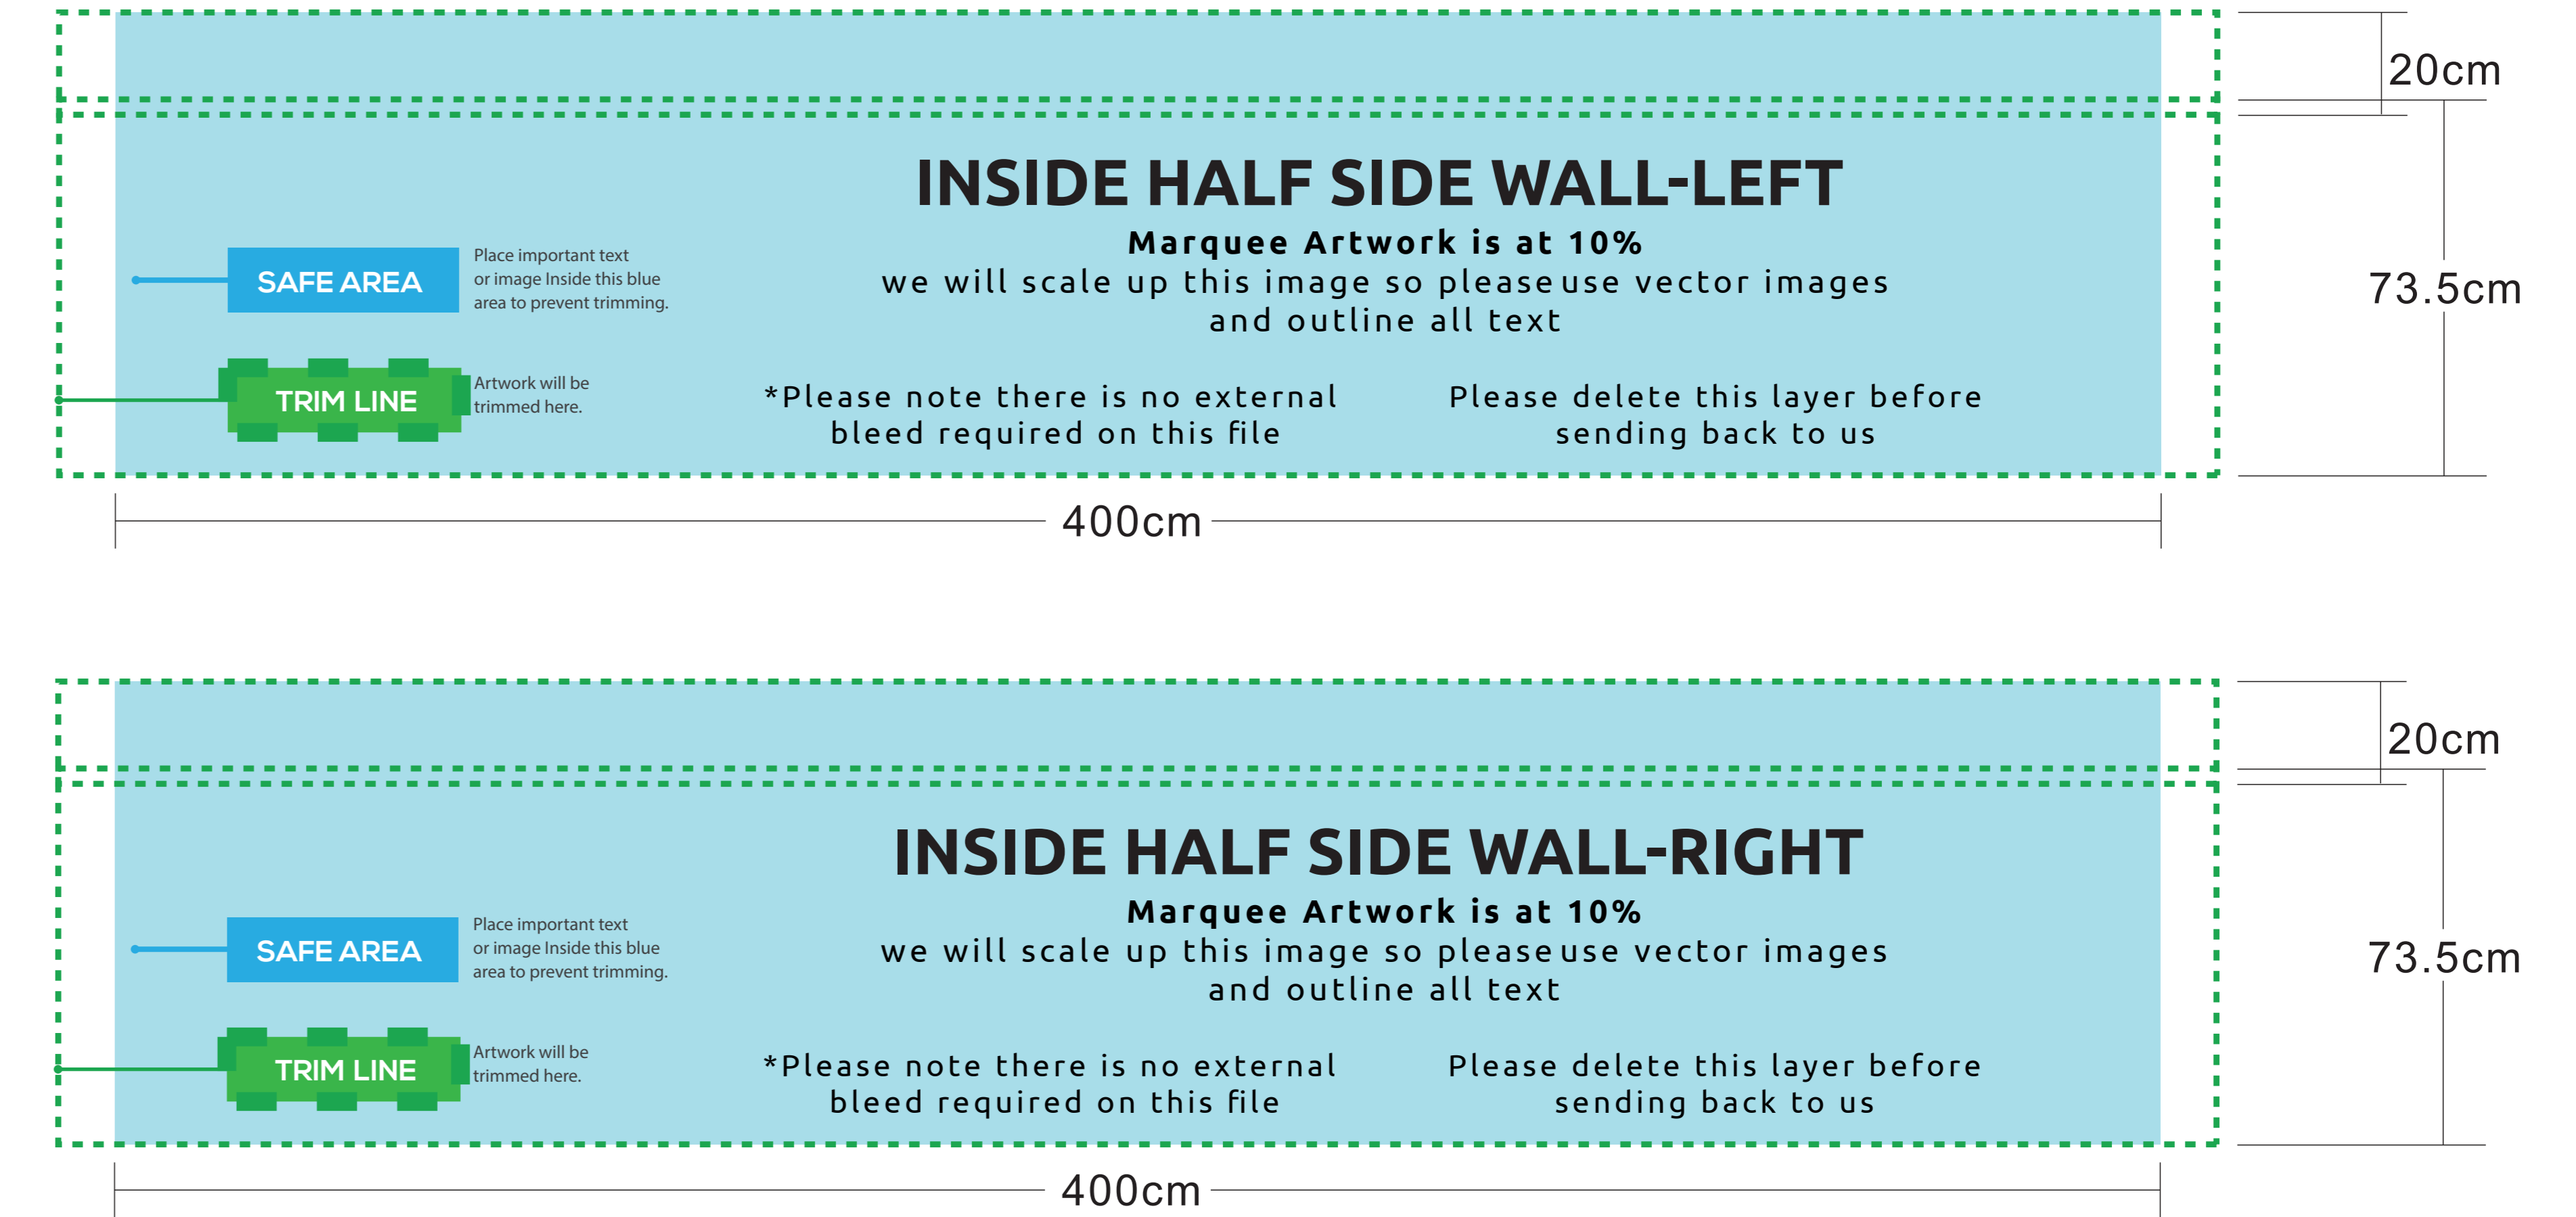 20cm
INSIDE HALF SIDE WALL-LEFT
Marquee Artwork is at 10%
we will scale up this image so please use vector images
and outline all text
SAFE AREA
Place important text
or image Inside this blue
area to prevent trimming.
73.5cm
TRIM LINE
Artwork will be
trimmed here.
*Please note there is no external
bleed required on this file
Please delete this layer before
sending back to us
400cm
20cm
INSIDE HALF SIDE WALL-RIGHT
Marquee Artwork is at 10%
we will scale up this image so please use vector images
and outline all text
SAFE AREA
Place important text
or image Inside this blue
area to prevent trimming.
73.5cm
TRIM LINE
Artwork will be
trimmed here.
*Please note there is no external
bleed required on this file
Please delete this layer before
sending back to us
400cm